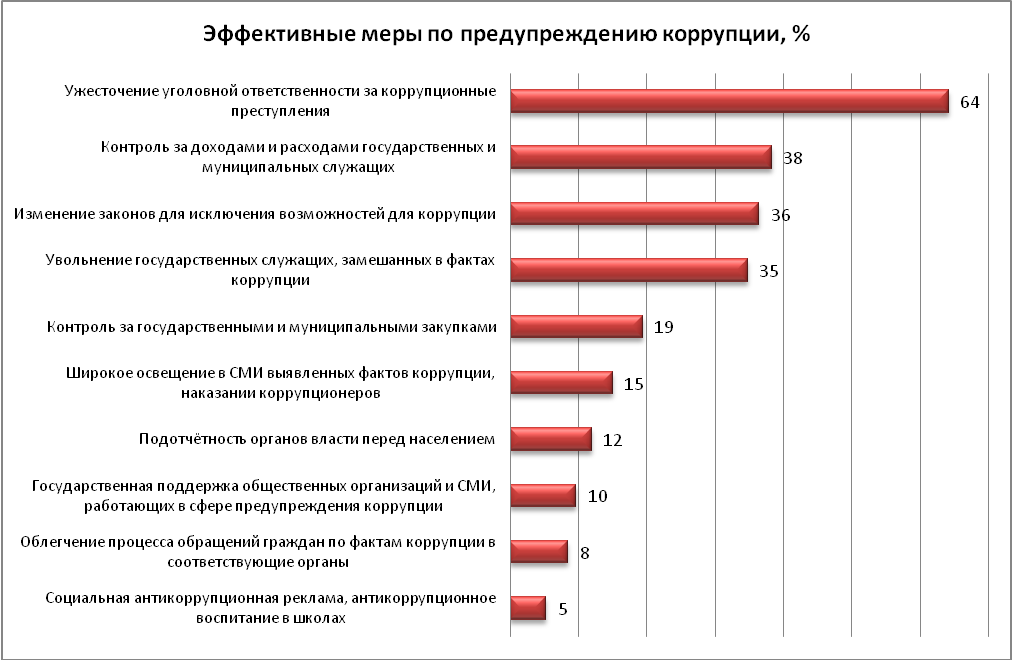 Эффективные меры по предупреждению коррупции, %
Ужесточение уголовной ответственности за коррупционные
преступления
64
Контроль за доходами и расходами государственных и
муниципальных служащих
38
Изменение законов для исключения возможностей для коррупции
36
Увольнение государственных служащих, замешанных в фактах
коррупции
35
Контроль за государственными и муниципальными закупками
19
Широкое освещение в СМИ выявленных фактов коррупции,
наказании коррупционеров
15
Подотчётность органов власти перед населением
12
Государственная поддержка общественных организаций и СМИ,
работающих в сфере предупреждения коррупции
10
Облегчение процесса обращений граждан по фактам коррупции в
соответствующие органы
8
Социальная антикоррупционная реклама, антикоррупционное
воспитание в школах
5